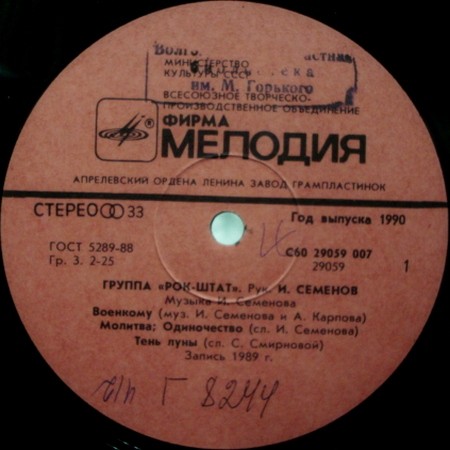 МИНИСТЕРСТВО
КУЛЬТУРЫ СССР
им. М. Горького
ВСЕСОЮЗНОЕ ТВОРЧЕСКО-
ПРОИЗВОДСТВЕННОЕ ОБЪЕДИНЕНИЕ
® ФИРМА
МЕЛОДИЯ
АПРЕЛЕВСКИЙ ОРДЕНА ЛЕНИНА ЗАВОД ГРАМПЛАСТИНОК
СТЕРЕО 33
Год выпуска 1990
ГОСТ 5289-88
Гр. 3. 2-25
С60 29059 007
29059
1
ГРУППА «РОК-ШТАТ». Рук. И. СЕМЕНОВ
Музыка И. Семенова
Военкому (муз. И. Семенова и А. Карпова)
Молитва; Одиночество (сл. И. Семенова)
Тень луны (сл. С. Смирновой)
Запись 1989 г.
Г 8244